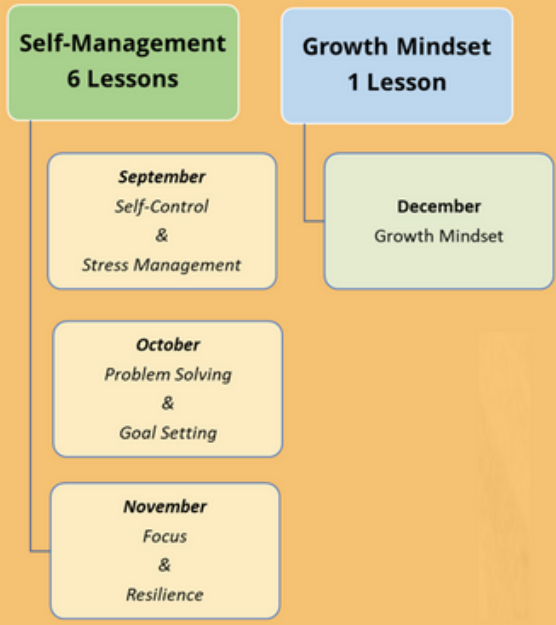 Self-Management
6 Lessons
September
Self-Control
&
Stress Management
October
Problem Solving
&
Goal Setting
November
Focus
&
Resilience
Growth Mindset
1 Lesson
December
Growth Mindset